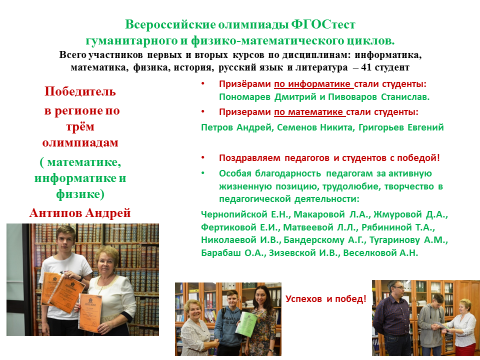 Всероссийские олимпиады ФГОСтест
гуманитарного и физико-математического циклов.
Всего участников первых и вторых курсов по дисциплинам: информатика,
математика, физика, история, русский язык и литература – 41 студент
Победитель
в регионе по
трём
олимпиадам
( математике,
информатике и
физике)
Антипов Андрей
• Призёрами по информатике стали студенты:
Пономарев Дмитрий и Пивоваров Станислав.
• Призерами по математике стали студенты:
Петров Андрей, Семенов Никита, Григорьев Евгений
• Поздравляем педагогов и студентов с победой!
• Особая благодарность педагогам за активную
жизненную позицию, трудолюбие, творчество в
педагогической деятельности:
Чернопийской Е.Н., Макаровой Л.А., Жмуровой Д.А.,
Фертиковой Е.И., Матвеевой Л.Л., Рябининой Т.А.,
Николаевой И.В., Бандерскому А.Г., Тугаринову А.М.,
Барабаш О.А., Зизевской И.В., Веселковой А.Н.
Успехов и побед!